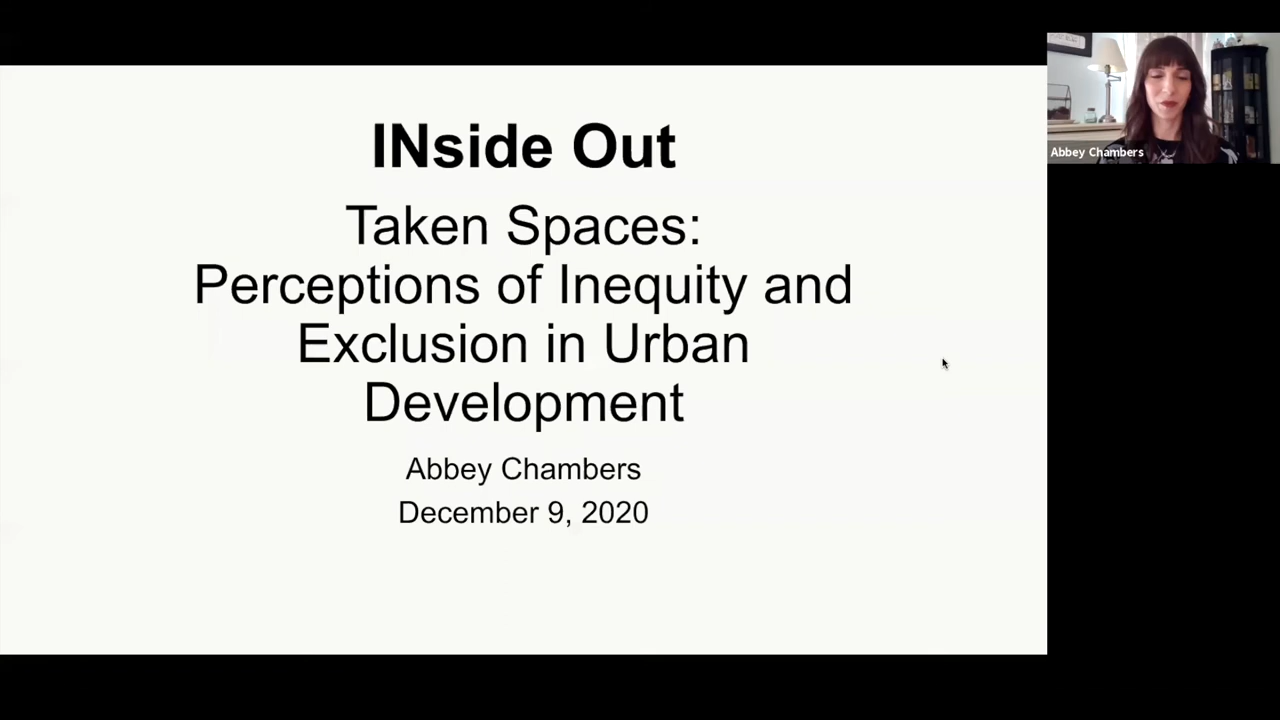 INside Out
Taken Spaces:
Perceptions of Inequity and
Exclusion in Urban
Development
Abbey Chambers
December 9, 2020
Abbey Chambers